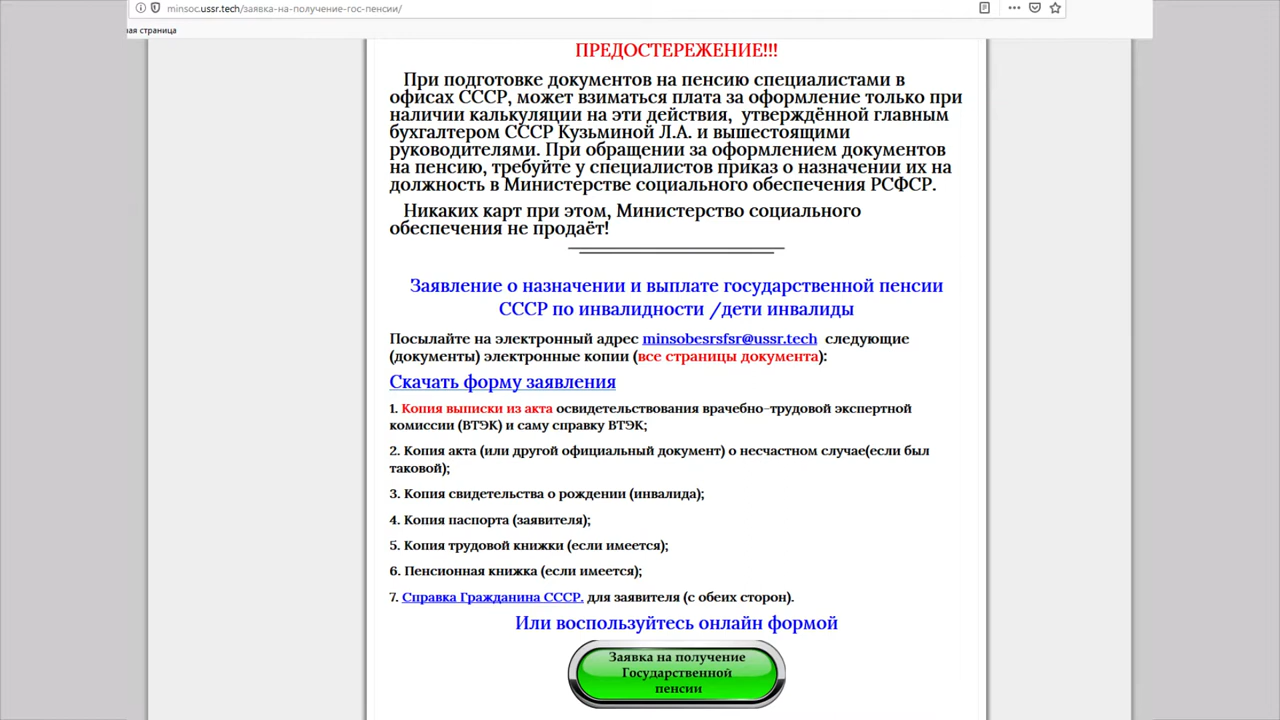 minsoc.ussr.tech/заявка-на-получение-гос-пенсии/
ная страница
ПРЕДОСТЕРЕЖЕНИЕ!!!
При подготовке документов на пенсию специалистами в
офисах СССР, может взиматься плата за оформление только при
наличии калькуляции на эти действия, утверждённой главным
бухгалтером СССР Кузьминой Л.А. и вышестоящими
руководителями. При обращении за оформлением документов
на пенсию, требуйте у специалистов приказ о назначении их на
должность в Министерстве социального обеспечения РСФСР.
Никаких карт при этом, Министерство социального
обеспечения не продаёт!
Заявление о назначении и выплате государственной пенсии
СССР по инвалидности /дети инвалиды
Посылайте на электронный адрес minsobesrsfsr@ussr.tech следующие
(документы) электронные копии (все страницы документа):
Скачать форму заявления
1. Копия выписки из акта освидетельствования врачебно-трудовой экспертной
комиссии (ВТЭК) и саму справку ВТЭК;
2. Копия акта (или другой официальный документ) о несчастном случае(если был
таковой);
3. Копия свидетельства о рождении (инвалида);
4. Копия паспорта (заявителя);
5. Копия трудовой книжки (если имеется);
6. Пенсионная книжка (если имеется);
7. Справка Гражданина СССР. для заявителя (с обеих сторон).
Или воспользуйтесь онлайн формой
Заявка на получение
Государственной
пенсии